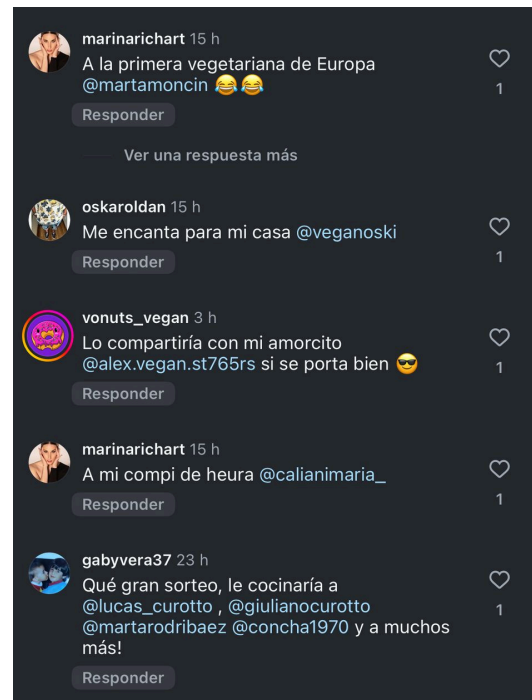 marinarichart 15 h
A la primera vegetariana de Europa
@martamoncin 😂😂
1
Responder
Ver una respuesta más
oskaroldan 15 h
Me encanta para mi casa @veganoski
1
Responder
vonuts_vegan 3 h
Lo compartiría con mi amorcito
@alex.vegan.st765rs si se porta bien 😎
1
Responder
marinarichart 15 h
A mi compi de heura @calianimaria_
1
Responder
gabyvera37 23 h
Qué gran sorteo, le cocinaría a
@lucas_curotto , @giulianocurotto
1
@martarodribaez @concha1970 y a muchos
más!
Responder